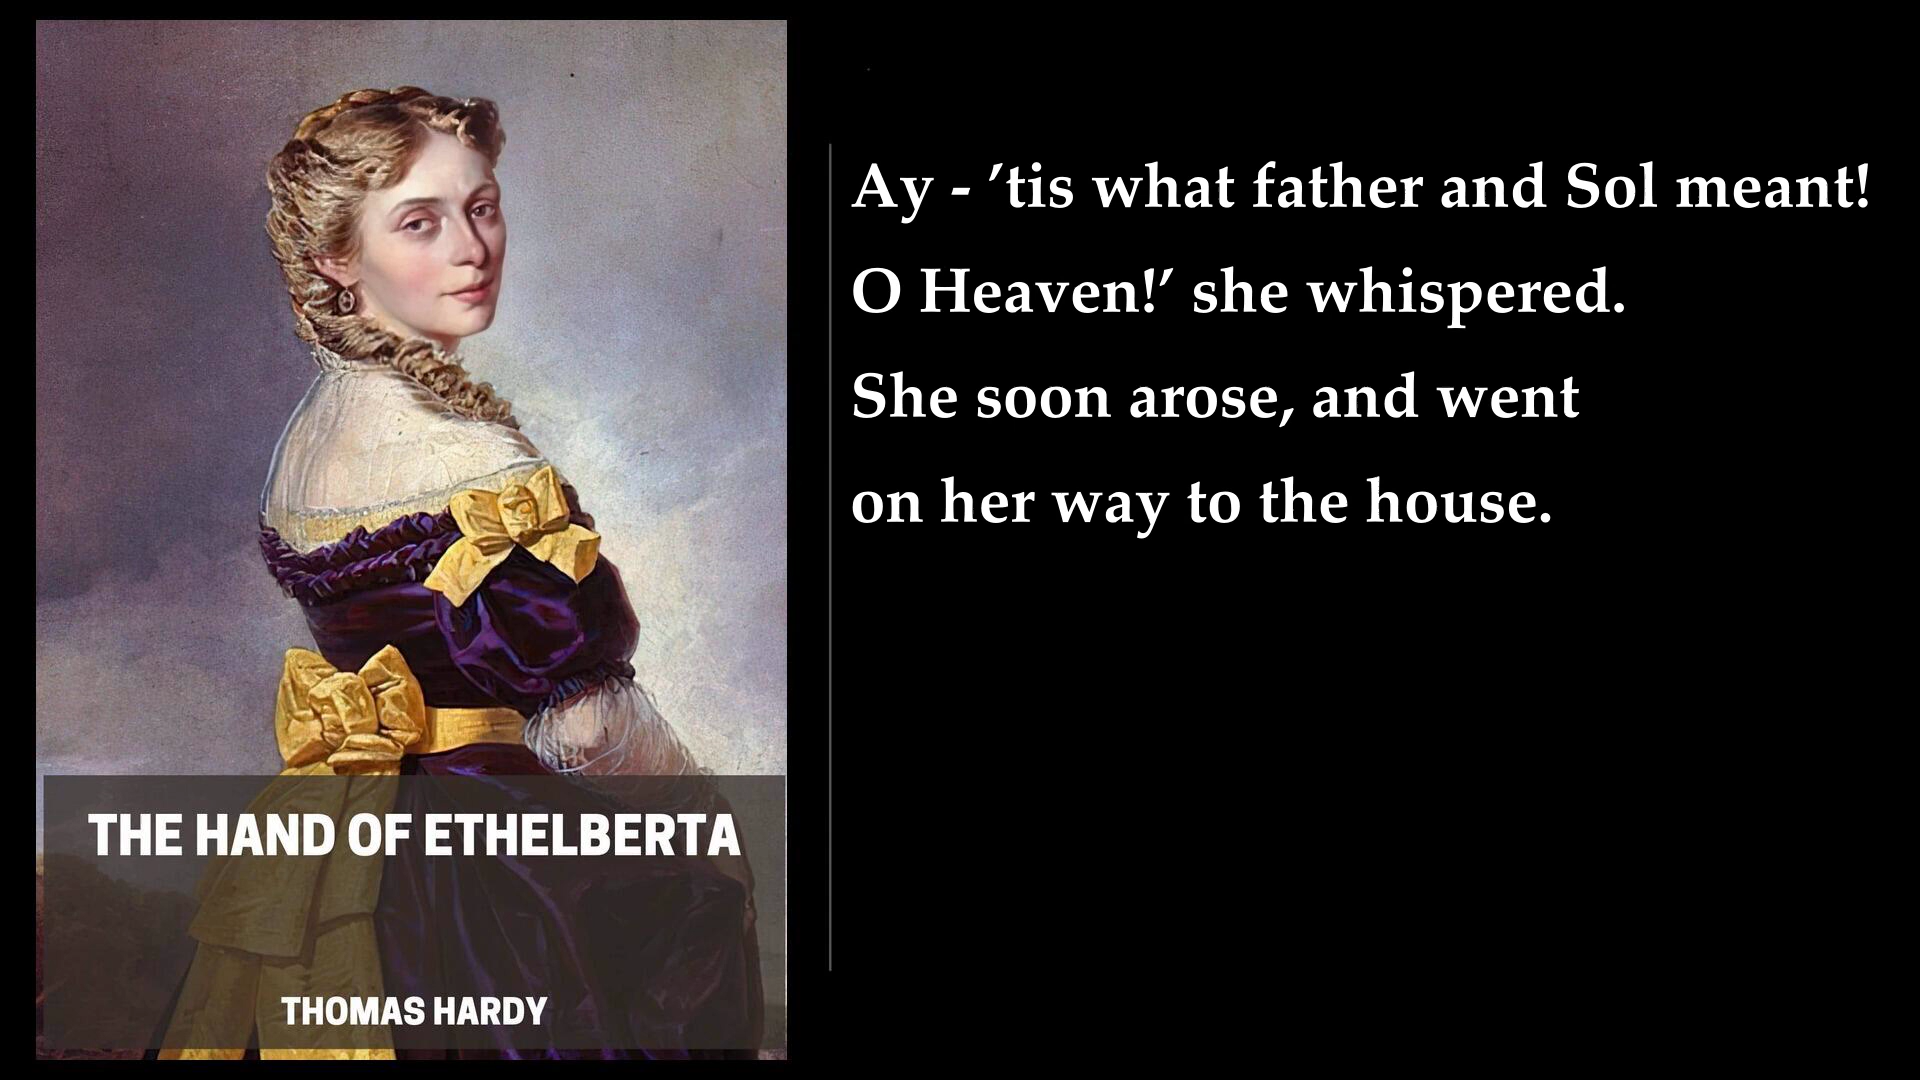 THE HAND OF ETHELBERTA
THOMAS HARDY
Ay - ’tis what father and Sol meant!
O Heaven!’ she whispered.
She soon arose, and went
on her way to the house.